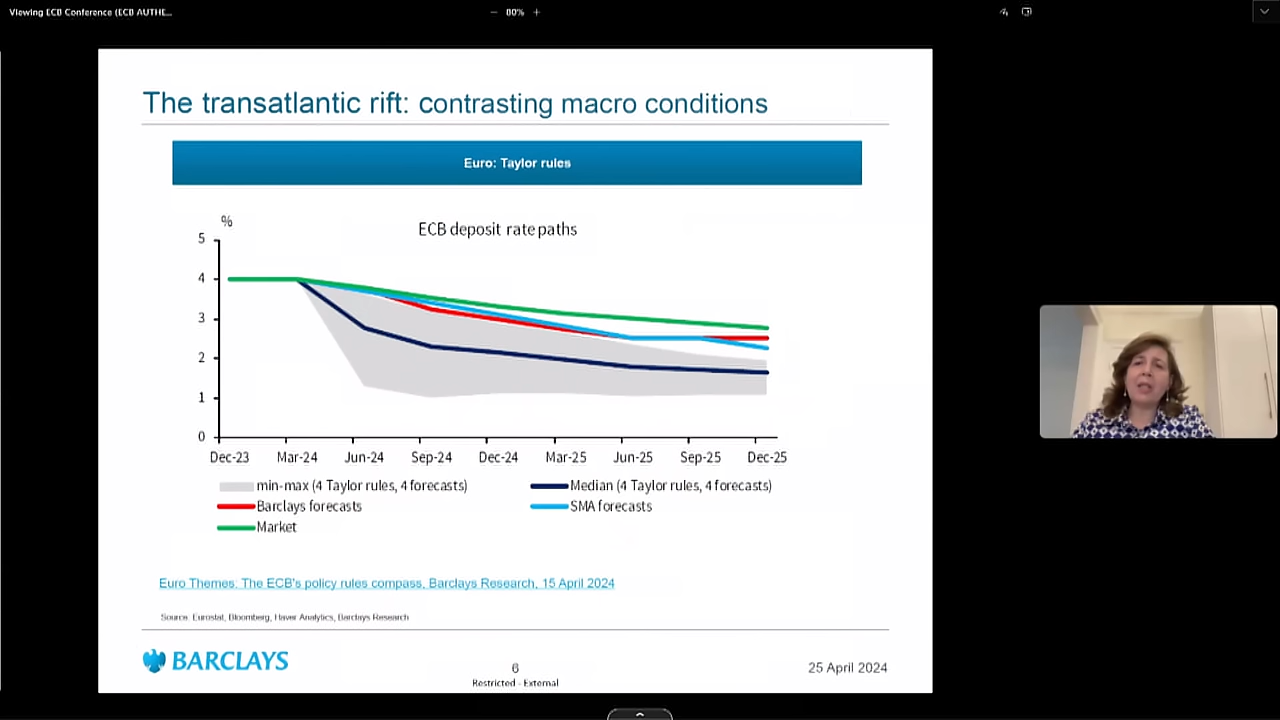 Viewing ECB Conference (ECB AUTHE...
80%
The transatlantic rift: contrasting macro conditions
Euro: Taylor rules
%
ECB deposit rate paths
5
4
3
2
1
0
Dec-23 Mar-24 Jun-24 Sep-24 Dec-24 Mar-25 Jun-25 Sep-25 Dec-25
min-max (4 Taylor rules, 4 forecasts) Median (4 Taylor rules, 4 forecasts)
Barclays forecasts SMA forecasts
Market
Euro Themes: The ECB's policy rules compass, Barclays Research, 15 April 2024
Source: Eurostat, Bloomberg, Haver Analytics, Barclays Research
BARCLAYS 6 25 April 2024
Restricted - External